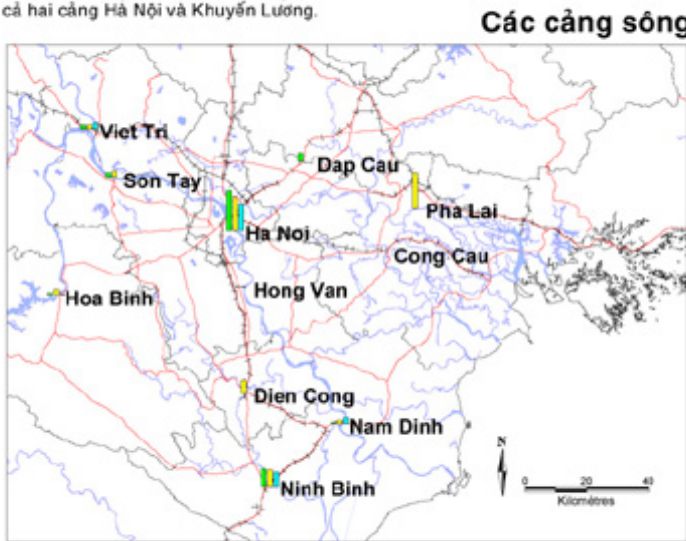 cả hai cảng Hà Nội và Khuyến Lương.
Các cảng sông
Viet Tri
Dap Cau
Son Tay
Pha Lai
Ha Noi
Cong Cau
Hong Van
Hoa Binh
Dien Cong
Nam Dinh
N
0 20 40
Kilomètres
Ninh Binh